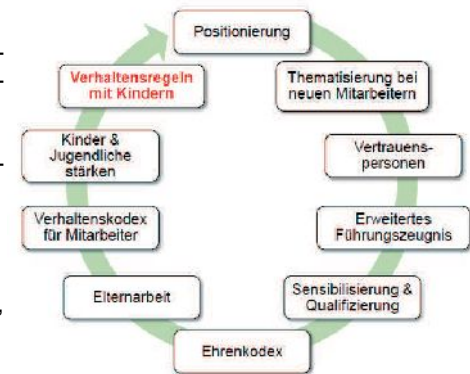 Positionierung
Thematisierung bei
neuen Mitarbeitern
Vertrauens-
personen
Erweitertes
Führungszeugnis
Sensibilisierung &
Qualifizierung
Ehrenkodex
Elternarbeit
Verhaltenskodex
für Mitarbeiter
Kinder &
Jugendliche
stärken
Verhaltensregeln
mit Kindern